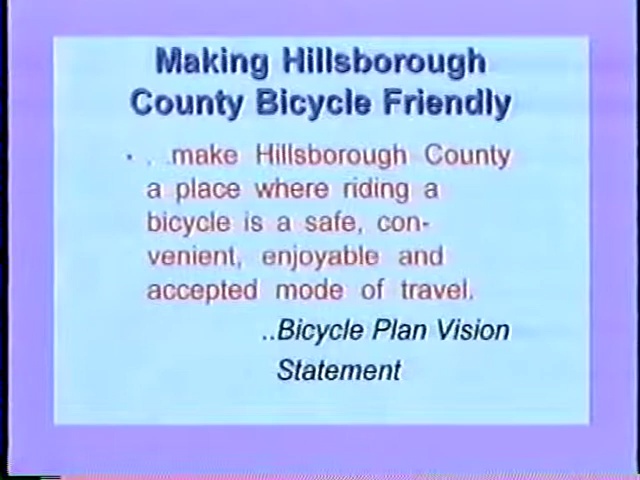 Making Hillsborough
County Bicycle Friendly
• . .make Hillsborough County
a place where riding a
bicycle is a safe, con-
venient, enjoyable and
accepted mode of travel.
..Bicycle Plan Vision
Statement